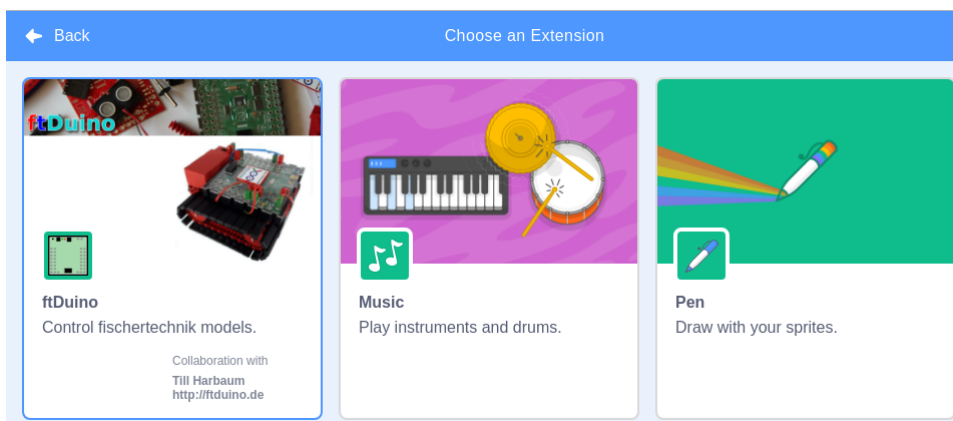 Back
Choose an Extension
ftDuino
ftDuino
Control fischertechnik models.
Collaboration with
Till Harbaum
http://ftduino.de
Music
Play instruments and drums.
Pen
Draw with your sprites.